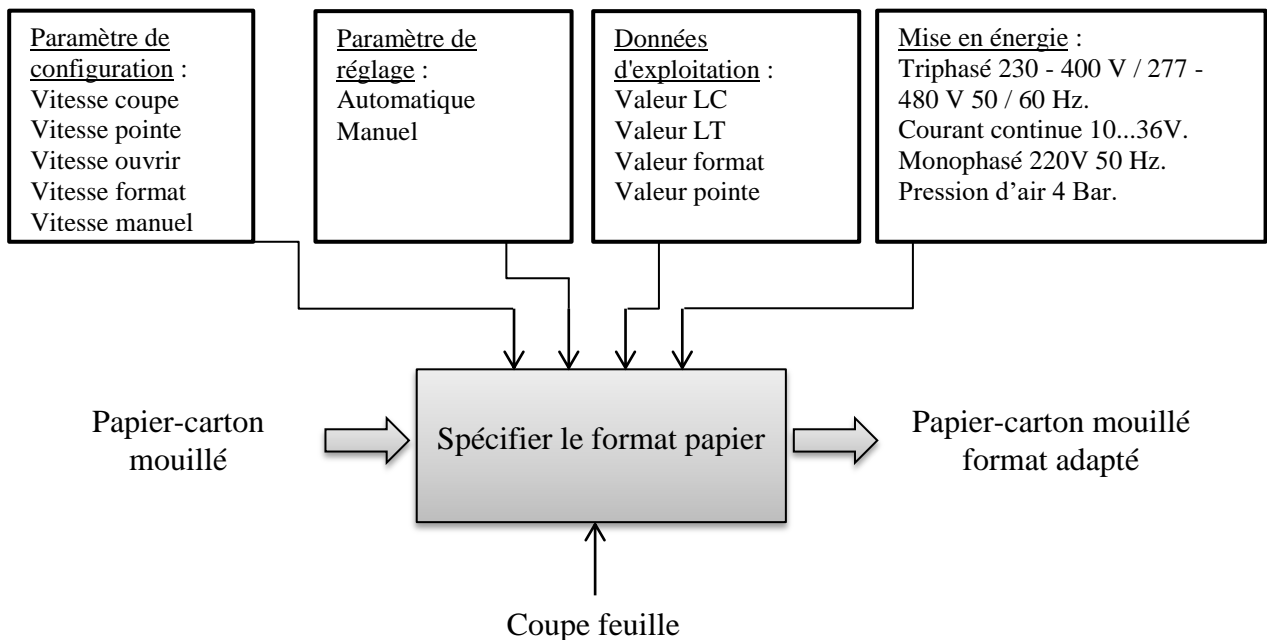 Paramètre de
configuration :
Vitesse coupe
Vitesse pointe
Vitesse ouvrir
Vitesse format
Vitesse manuel
Paramètre de
réglage :
Automatique
Manuel
Données
d'exploitation :
Valeur LC
Valeur LT
Valeur format
Valeur pointe
Mise en énergie :
Triphasé 230 - 400 V / 277 -
480 V 50 / 60 Hz.
Courant continue 10...36V.
Monophasé 220V 50 Hz.
Pression d’air 4 Bar.
Papier-carton
mouillé
Spécifier le format papier
Papier-carton mouillé
format adapté
Coupe feuille